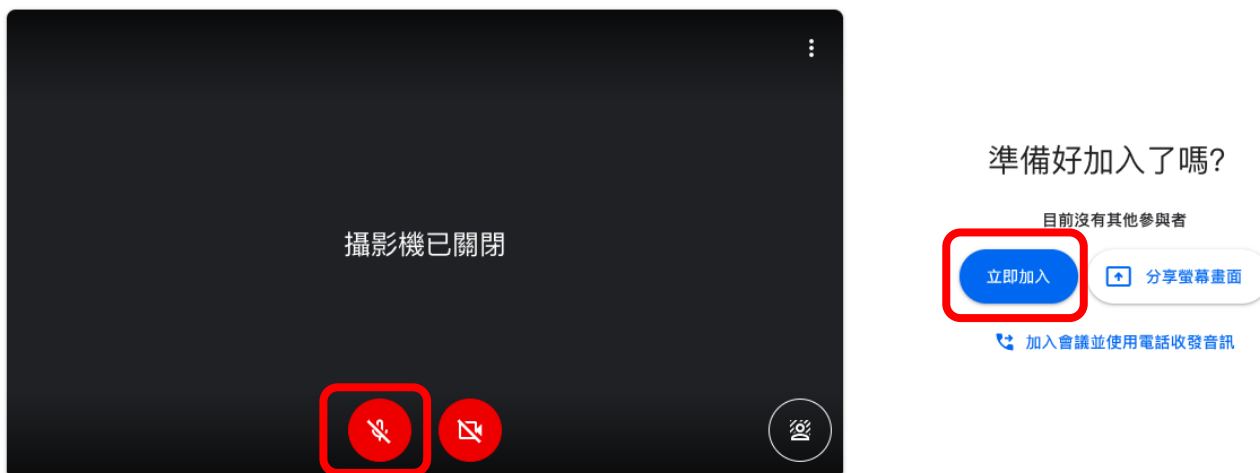 攝影機已關閉
準備好加入了嗎?
目前沒有其他參與者
立即加入
分享螢幕畫面
加入會議並使用電話收發音訊